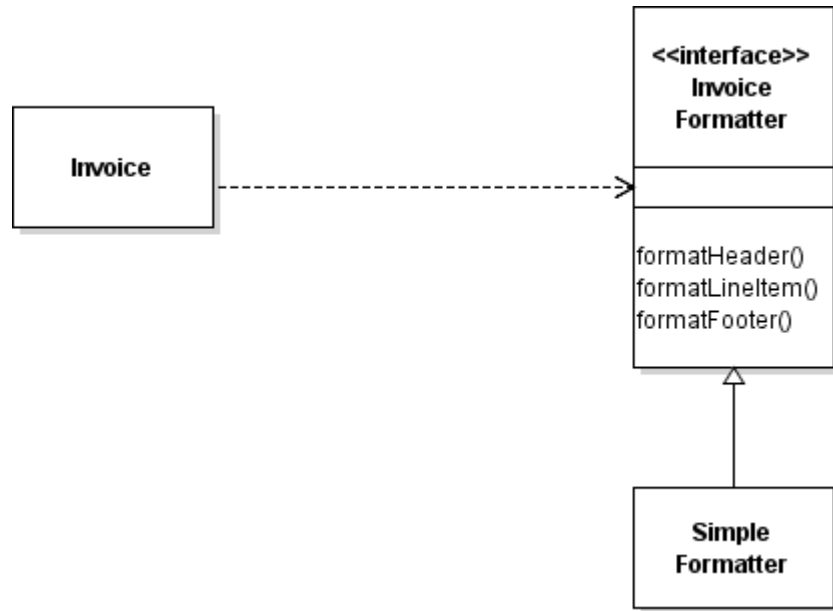 Invoice
<<interface>>
Invoice
Formatter
formatHeader()
formatLineItem()
formatFooter()
Simple
Formatter